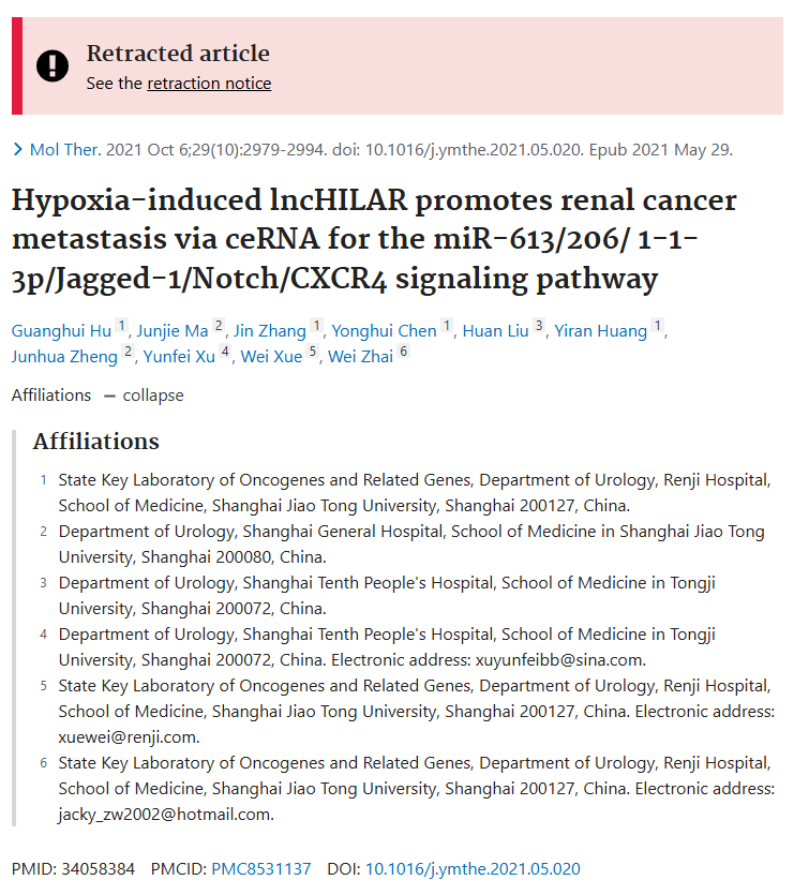 Retracted article
See the retraction notice
Mol Ther. 2021 Oct 6;29(10):2979-2994. doi: 10.1016/j.ymthe.2021.05.020. Epub 2021 May 29.
Hypoxia-induced lncHILAR promotes renal cancer
metastasis via ceRNA for the miR-613/206/ 1-1-
3p/Jagged-1/Notch/CXCR4 signaling pathway
Guanghui Hu 1, Junjie Ma 2, Jin Zhang 1, Yonghui Chen 1, Huan Liu 3, Yiran Huang 1,
Junhua Zheng 2, Yunfei Xu 4, Wei Xue 5, Wei Zhai 6
Affiliations − collapse
Affiliations
1 State Key Laboratory of Oncogenes and Related Genes, Department of Urology, Renji Hospital,
School of Medicine, Shanghai Jiao Tong University, Shanghai 200127, China.
2 Department of Urology, Shanghai General Hospital, School of Medicine in Shanghai Jiao Tong
University, Shanghai 200080, China.
3 Department of Urology, Shanghai Tenth People's Hospital, School of Medicine in Tongji
University, Shanghai 200072, China.
4 Department of Urology, Shanghai Tenth People's Hospital, School of Medicine in Tongji
University, Shanghai 200072, China. Electronic address: xuyunfeibb@sina.com.
5 State Key Laboratory of Oncogenes and Related Genes, Department of Urology, Renji Hospital,
School of Medicine, Shanghai Jiao Tong University, Shanghai 200127, China. Electronic address:
xuewei@renji.com.
6 State Key Laboratory of Oncogenes and Related Genes, Department of Urology, Renji Hospital,
School of Medicine, Shanghai Jiao Tong University, Shanghai 200127, China. Electronic address:
jacky_zw2002@hotmail.com.
PMID: 34058384 PMCID: PMC8531137 DOI: 10.1016/j.ymthe.2021.05.020